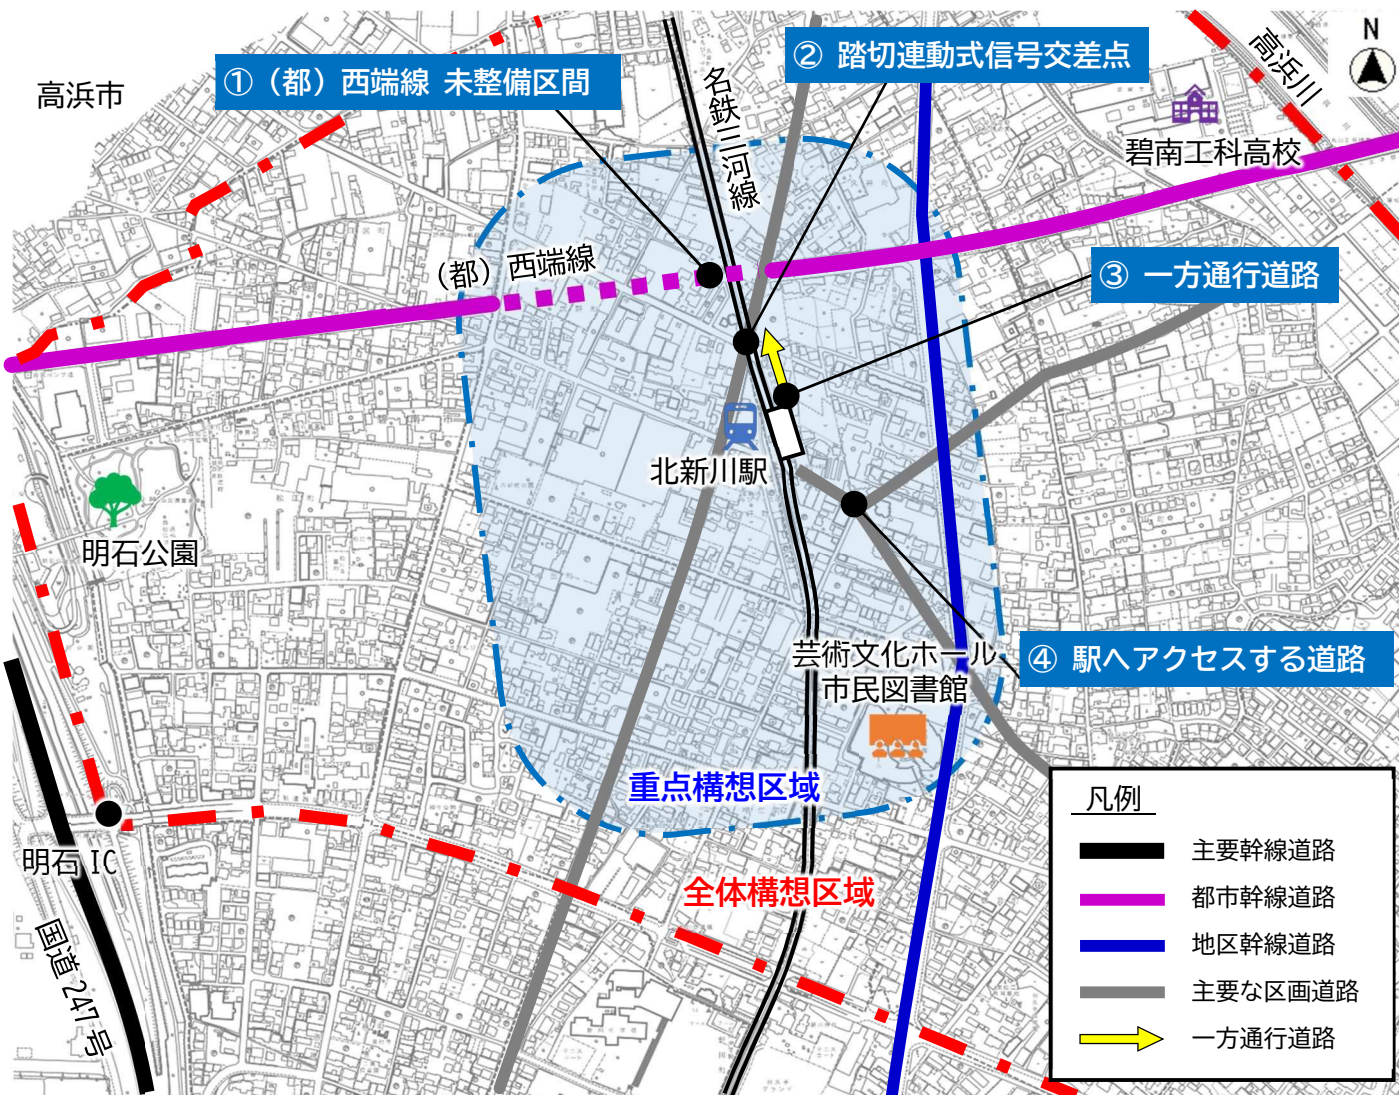 N
高浜川
② 踏切連動式信号交差点
①（都）西端線 未整備区間
高浜市
名鉄三河線
碧南工科高校
（都）西端線
③ 一方通行道路
北新川駅
明石公園
芸術文化ホール
市民図書館
④ 駅へアクセスする道路
重点構想区域
明石 IC
全体構想区域
国道 247 号
凡例
主要幹線道路
都市幹線道路
地区幹線道路
主要な区画道路
一方通行道路